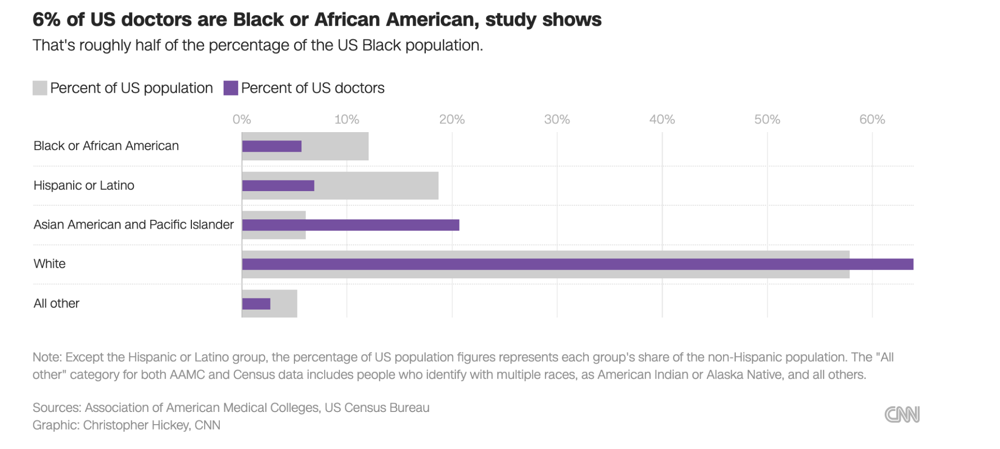 6% of US doctors are Black or African American, study shows
That's roughly half of the percentage of the US Black population.
Percent of US population Percent of US doctors
0% 10% 20% 30% 40% 50% 60%
Black or African American
Hispanic or Latino
Asian American and Pacific Islander
White
All other
Note: Except the Hispanic or Latino group, the percentage of US population figures represents each group's share of the non-Hispanic population. The "All
other" category for both AAMC and Census data includes people who identify with multiple races, as American Indian or Alaska Native, and all others.
Sources: Association of American Medical Colleges, US Census Bureau
Graphic: Christopher Hickey, CNN
CNN